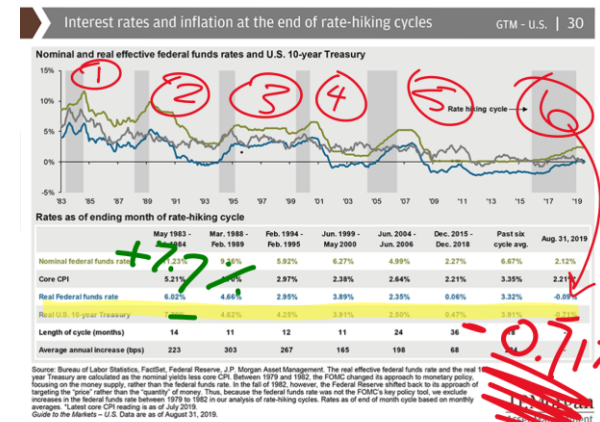 Interest rates and inflation at the end of rate-hiking cycles
GTM – U.S. | 30
Nominal and real effective federal funds rates and U.S. 10-year Treasury
1 2 3 4 5 6
15%
10%
5%
0%
-5%
Rate hiking cycle
'83 '85 '87 '89 '91 '93 '95 '97 '99 '01 '03 '05 '07 '09 '11 '13 '15 '17 '19
Rates as of ending month of rate-hiking cycle
May 1983 - 1984 Mar. 1988 - Feb. 1989 Feb. 1994 - Feb. 1995 Jun. 1999 - May 2000 Jun. 2004 - Jun. 2006 Dec. 2015 - Dec. 2018 Past six cycle avg. Aug. 31, 2019
+7.7%
Nominal federal funds rate 5.92% 6.27% 4.99% 2.27% 6.67% 2.12%
Core CPI 5.21% 2.97% 2.38% 2.64% 2.21% 3.35% 2.21%
Real Federal funds rate 6.02% 4.66% 2.95% 3.89% 2.35% 0.06% 3.32% -0.09%
Real U.S. 10-year Treasury 4.62% 4.25% 3.91% 2.50% 0.47% 3.91% -0.71%
Length of cycle (months) 14 11 12 11 24 36 18
-0.71%
Average annual increase (bps) 223 303 267 165 198 68
Source: Bureau of Labor Statistics, FactSet, Federal Reserve, J.P. Morgan Asset Management. The real effective federal funds rate and the real 10-
year Treasury are calculated as the nominal yields less core CPI. Between 1979 and 1982, the FOMC changed its approach to monetary policy,
focusing on the money supply, rather than the federal funds rate. In the fall of 1982, however, the Federal Reserve shifted back to its approach of
targeting the "price" rather than the "quantity" of money. Thus, because the federal funds rate was not the FOMC's key policy tool, we exclude
increases in the federal funds rate between 1979 to 1982 in our analysis of rate-hiking cycles. Rates as of end of month cycle based on monthly
averages. *Latest core CPI reading is as of July 2019.
Guide to the Markets – U.S. Data are as of August 31, 2019.